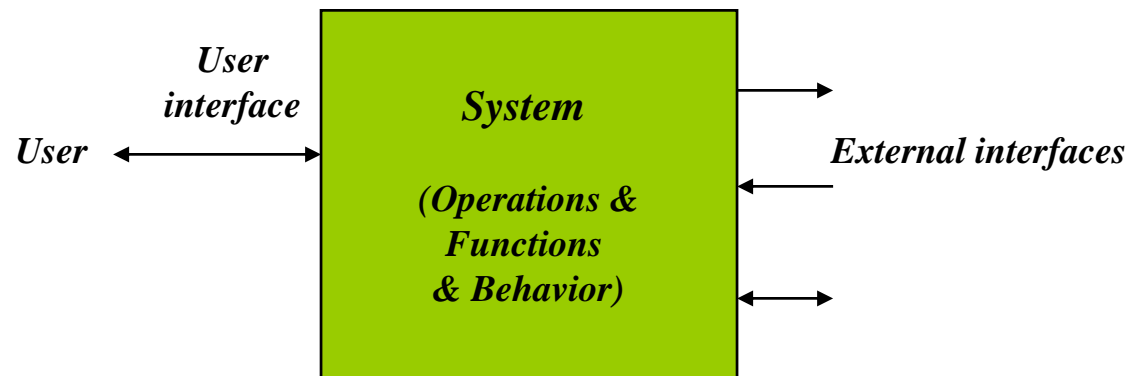 User
interface
User
System
(Operations &
Functions
& Behavior)
External interfaces